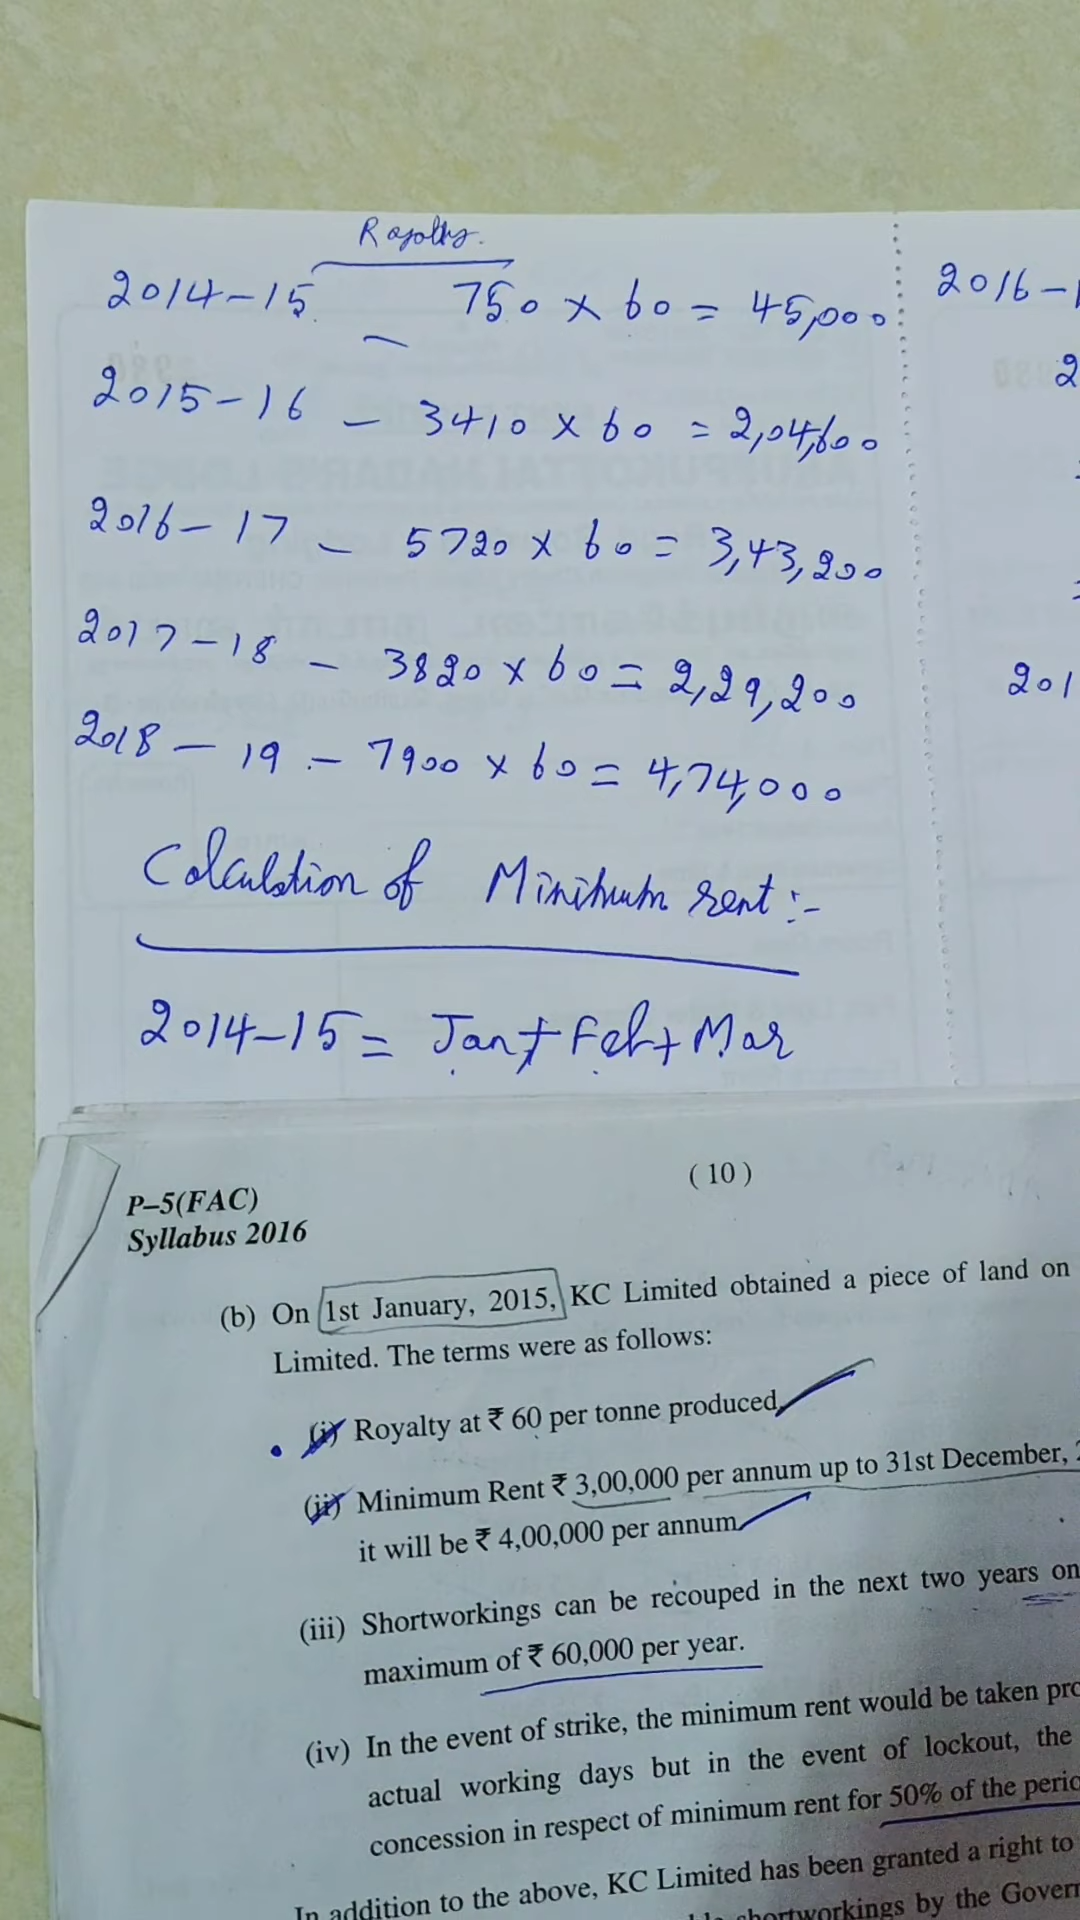 Royalty.
2014-15 - 750 x 60 = 45,000
2015-16 - 3410 x 60 = 2,04,600
2016-17 - 5720 x 60 = 3,43,200
2017-18 - 3820 x 60 = 2,29,200
2018-19 - 7900 x 60 = 4,74,000
Calculation of Minimum rent :-
2014-15 = Jan + Feb + Mar
2016-1
2
201
(10)
P–5(FAC)
Syllabus 2016
(b) On 1st January, 2015, KC Limited obtained a piece of land on
Limited. The terms were as follows:
(i) Royalty at ₹ 60 per tonne produced
(ii) Minimum Rent ₹ 3,00,000 per annum up to 31st December,
it will be ₹ 4,00,000 per annum
(iii) Shortworkings can be recouped in the next two years on
maximum of ₹ 60,000 per year.
(iv) In the event of strike, the minimum rent would be taken pro
actual working days but in the event of lockout, the
concession in respect of minimum rent for 50% of the perio
In addition to the above, KC Limited has been granted a right to
shortworkings by the Govern